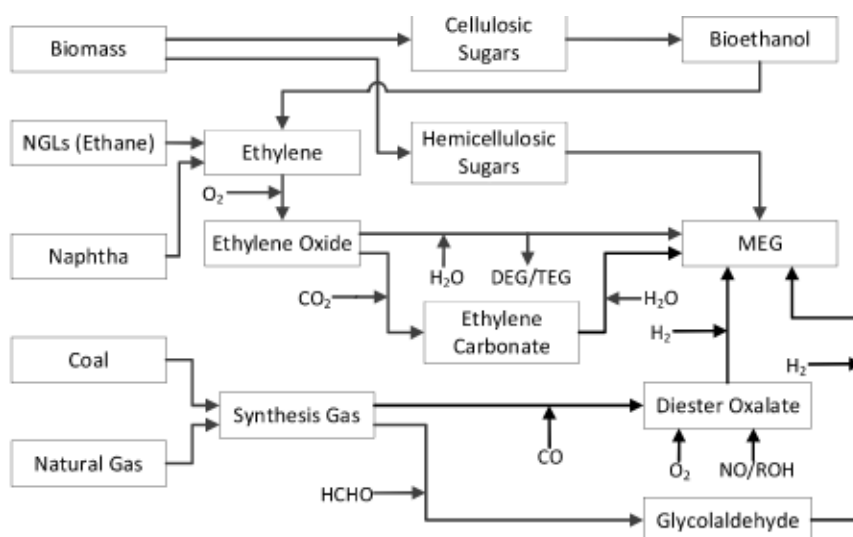 Cellulosic
Sugars
Bioethanol
Biomass
NGLs (Ethane)
Ethylene
Hemicellulosic
Sugars
O₂
Naphtha
Ethylene Oxide
MEG
H₂O
DEG/TEG
CO₂
H₂O
Ethylene
Carbonate
H₂
H₂
Coal
Synthesis Gas
Diester Oxalate
Natural Gas
CO
O₂
NO/ROH
HCHO
Glycolaldehyde